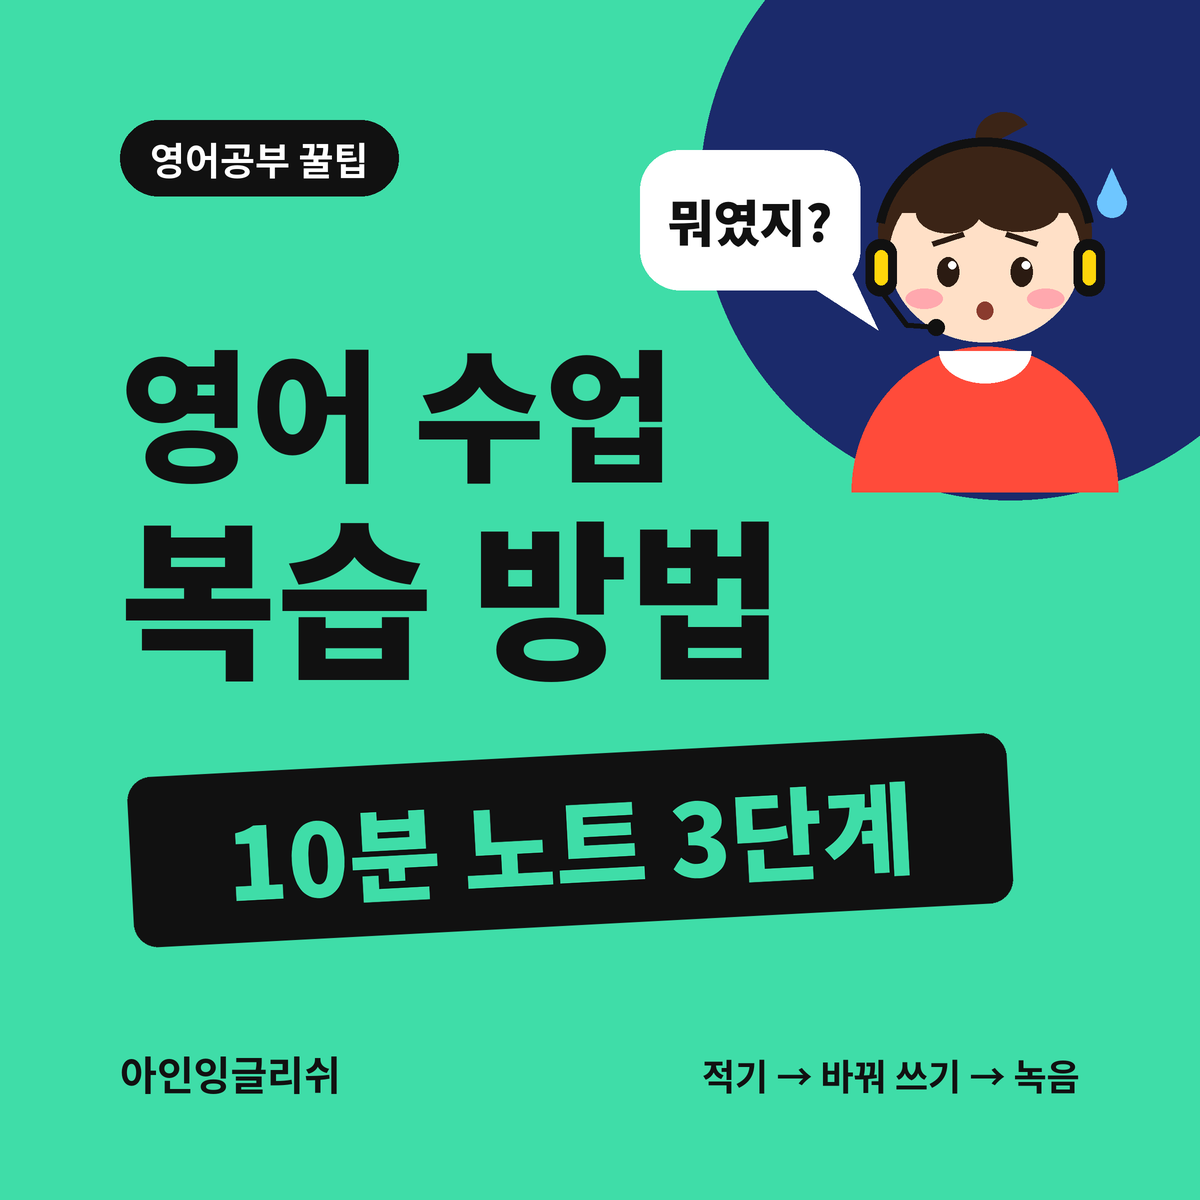 영어공부 꿀팁
뭐였지?
영어 수업
복습 방법
10분 노트 3단계
아인잉글리쉬
적기 → 바꿔 쓰기 → 녹음